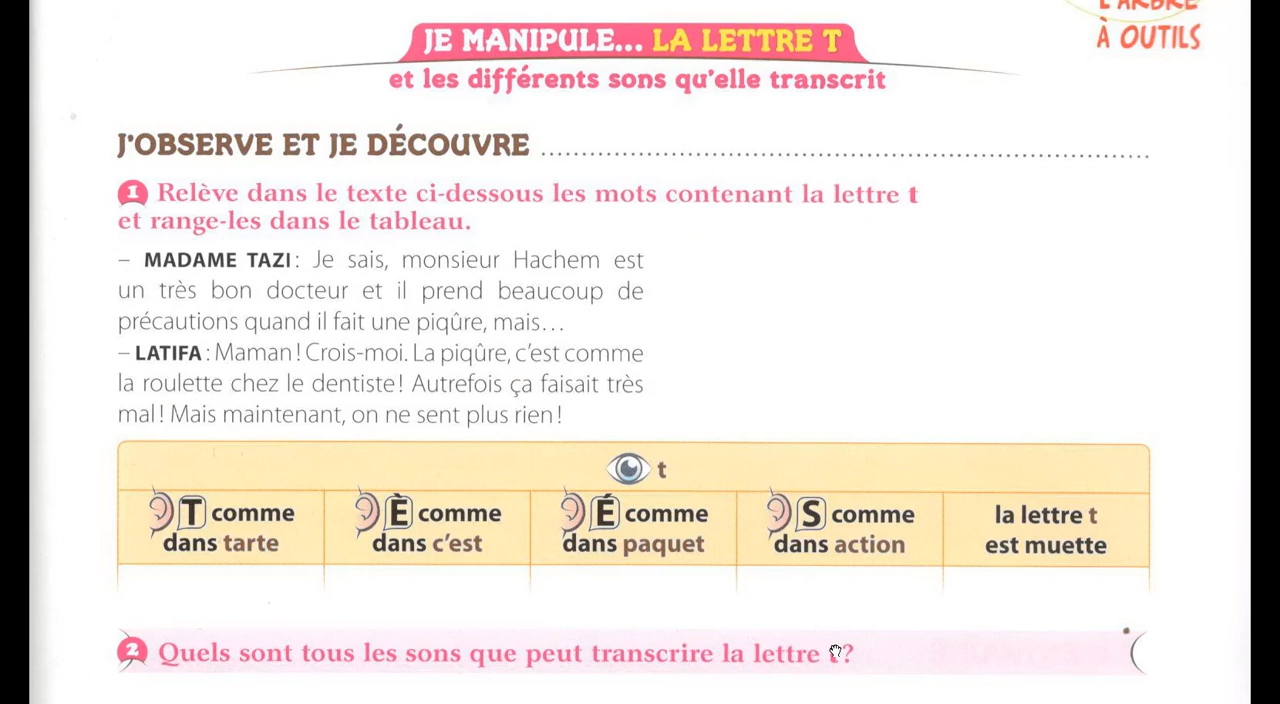 L'ARBRE
À OUTILS
JE MANIPULE... LA LETTRE T
et les différents sons qu'elle transcrit
J'OBSERVE ET JE DÉCOUVRE
1 Relève dans le texte ci-dessous les mots contenant la lettre t
et range-les dans le tableau.
– MADAME TAZI : Je sais, monsieur Hachem est
un très bon docteur et il prend beaucoup de
précautions quand il fait une piqûre, mais...
– LATIFA : Maman ! Crois-moi. La piqûre, c'est comme
la roulette chez le dentiste ! Autrefois ça faisait très
mal ! Mais maintenant, on ne sent plus rien !
t
T comme
dans tarte
È comme
dans c'est
É comme
dans paquet
S comme
dans action
la lettre t
est muette
2 Quels sont tous les sons que peut transcrire la lettre t ?